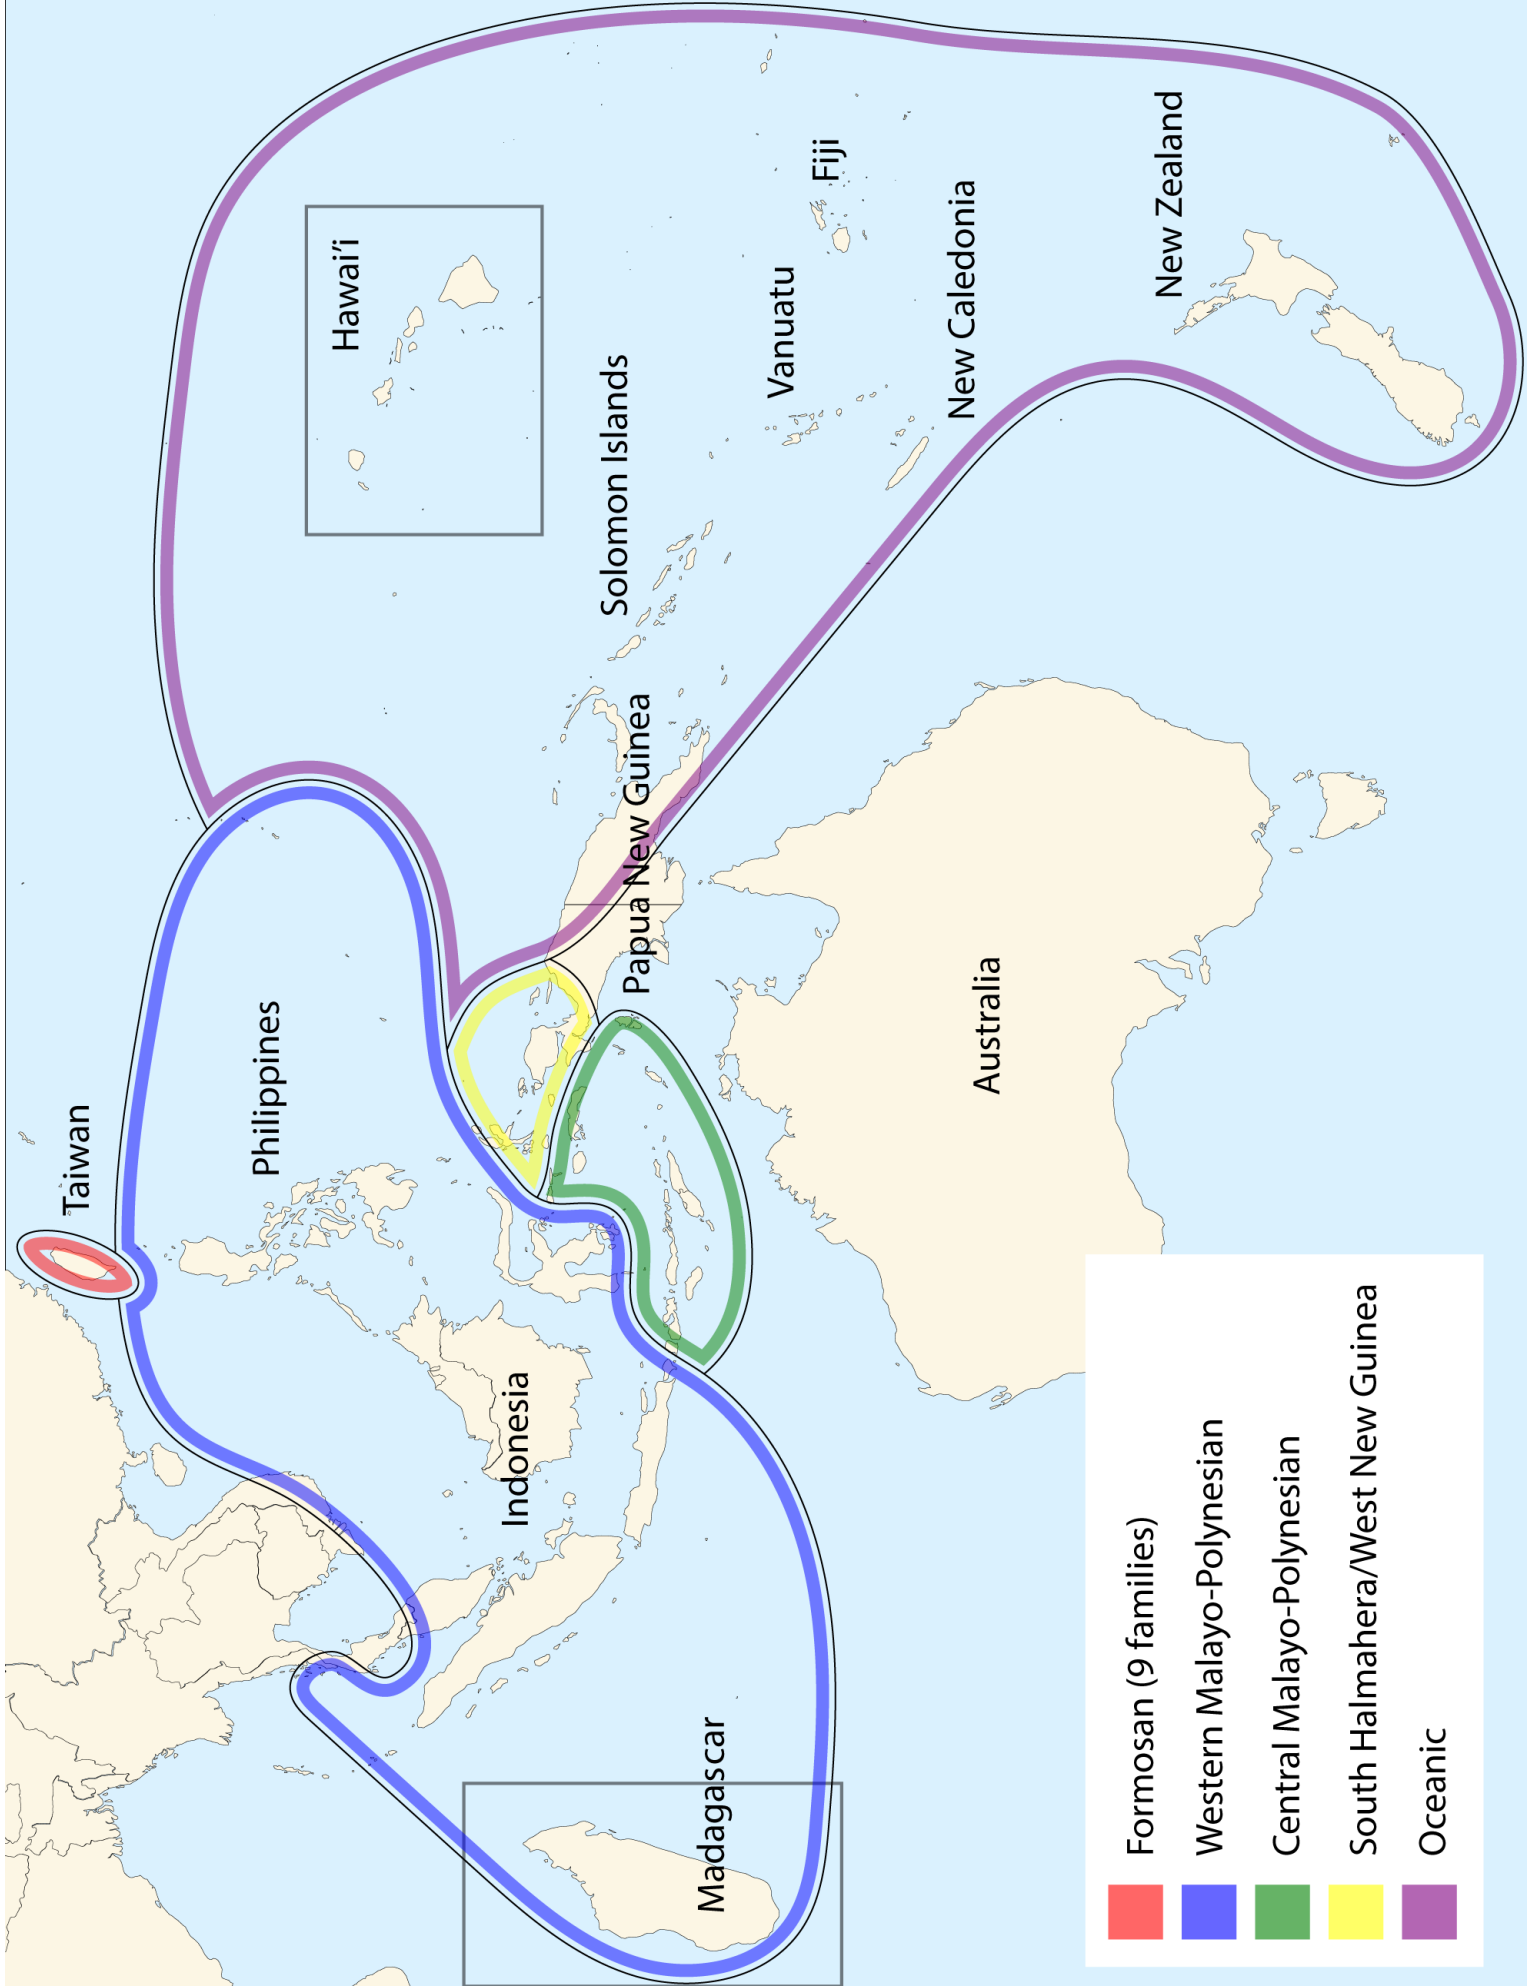 Taiwan
Philippines
Hawai’i
Indonesia
Papua New Guinea
Solomon Islands
Madagascar
Vanuatu
Fiji
New Caledonia
Australia
New Zealand
Formosan (9 families)
Western Malayo-Polynesian
Central Malayo-Polynesian
South Halmahera/West New Guinea
Oceanic